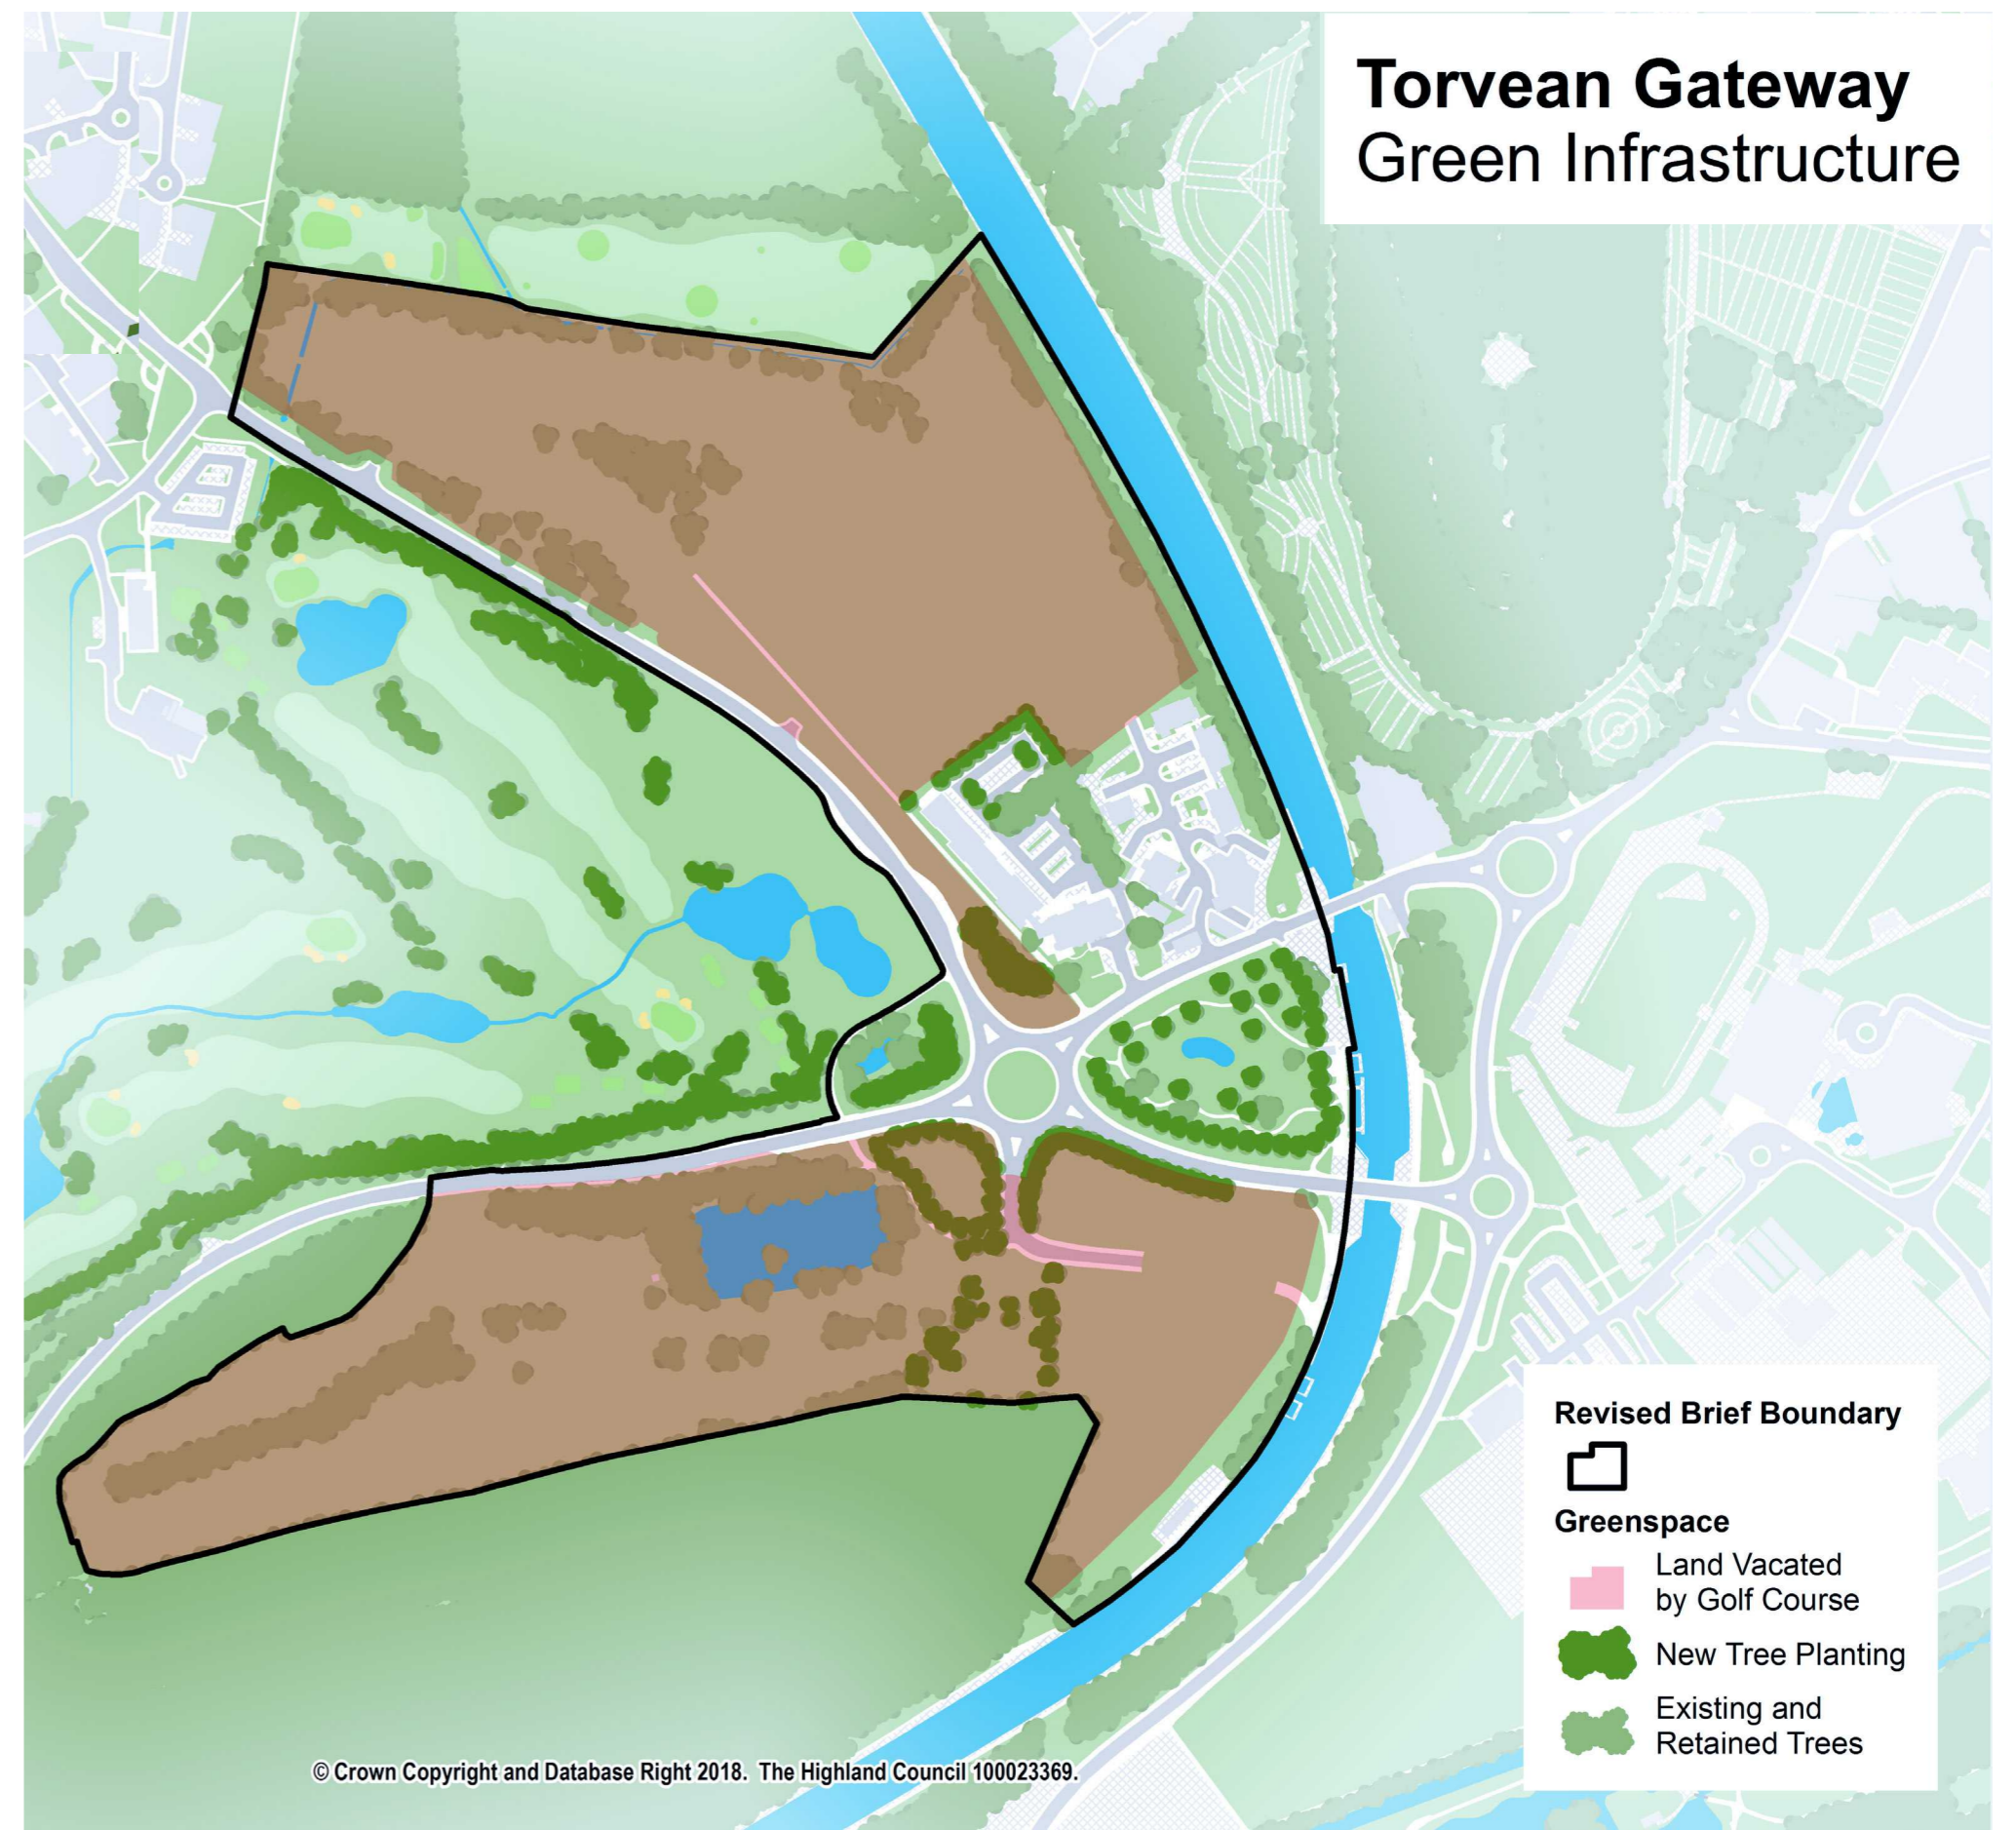 Torvean Gateway
Green Infrastructure
Revised Brief Boundary
Greenspace
Land Vacated
by Golf Course
New Tree Planting
Existing and
Retained Trees
© Crown Copyright and Database Right 2018. The Highland Council 100023369.